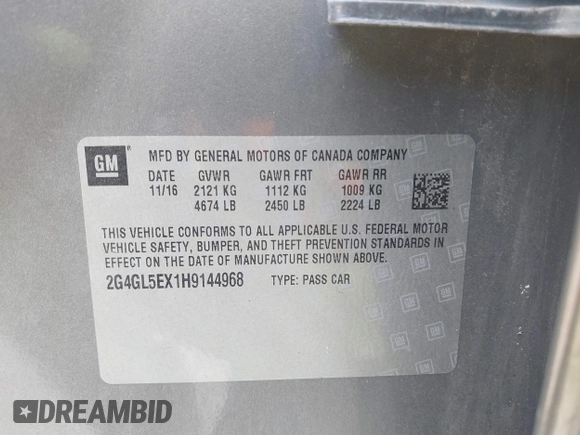 GM
MFD BY GENERAL MOTORS OF CANADA COMPANY
DATE GVWR GAWR FRT GAWR RR
11/16 2121 KG 1112 KG 1009 KG
4674 LB 2450 LB 2224 LB
THIS VEHICLE CONFORMS TO ALL APPLICABLE U.S. FEDERAL MOTOR
VEHICLE SAFETY, BUMPER, AND THEFT PREVENTION STANDARDS IN
EFFECT ON THE DATE OF MANUFACTURE SHOWN ABOVE.
2G4GL5EX1H9144968 TYPE: PASS CAR
DREAMBID